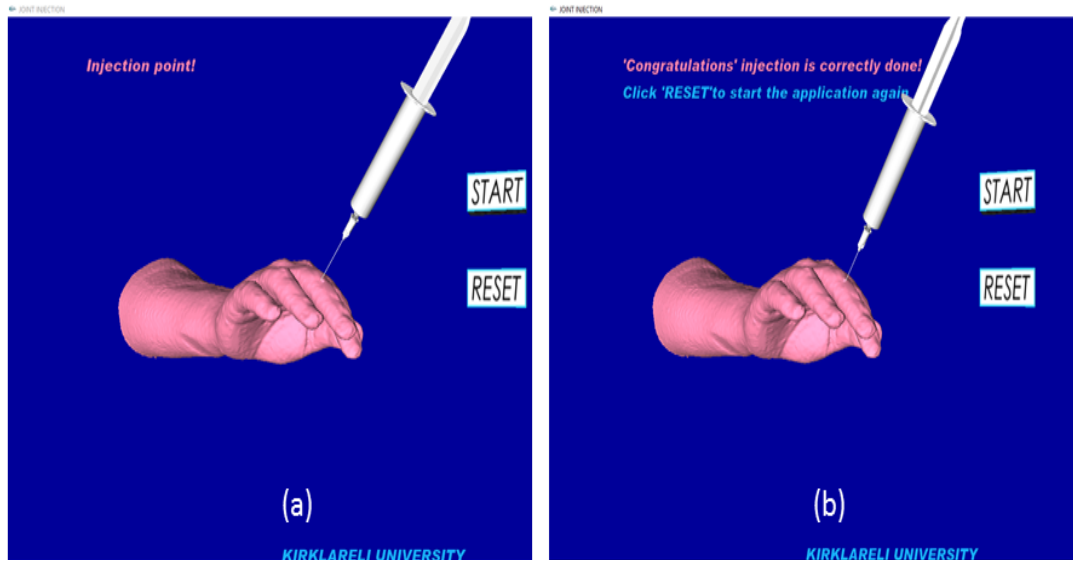 JOINT INJECTION
Injection point!
START
RESET
(a)
KIRKLARELI UNIVERSITY
JOINT INJECTION
'Congratulations' injection is correctly done!
Click 'RESET'to start the application again
START
RESET
(b)
KIRKLARELI UNIVERSITY